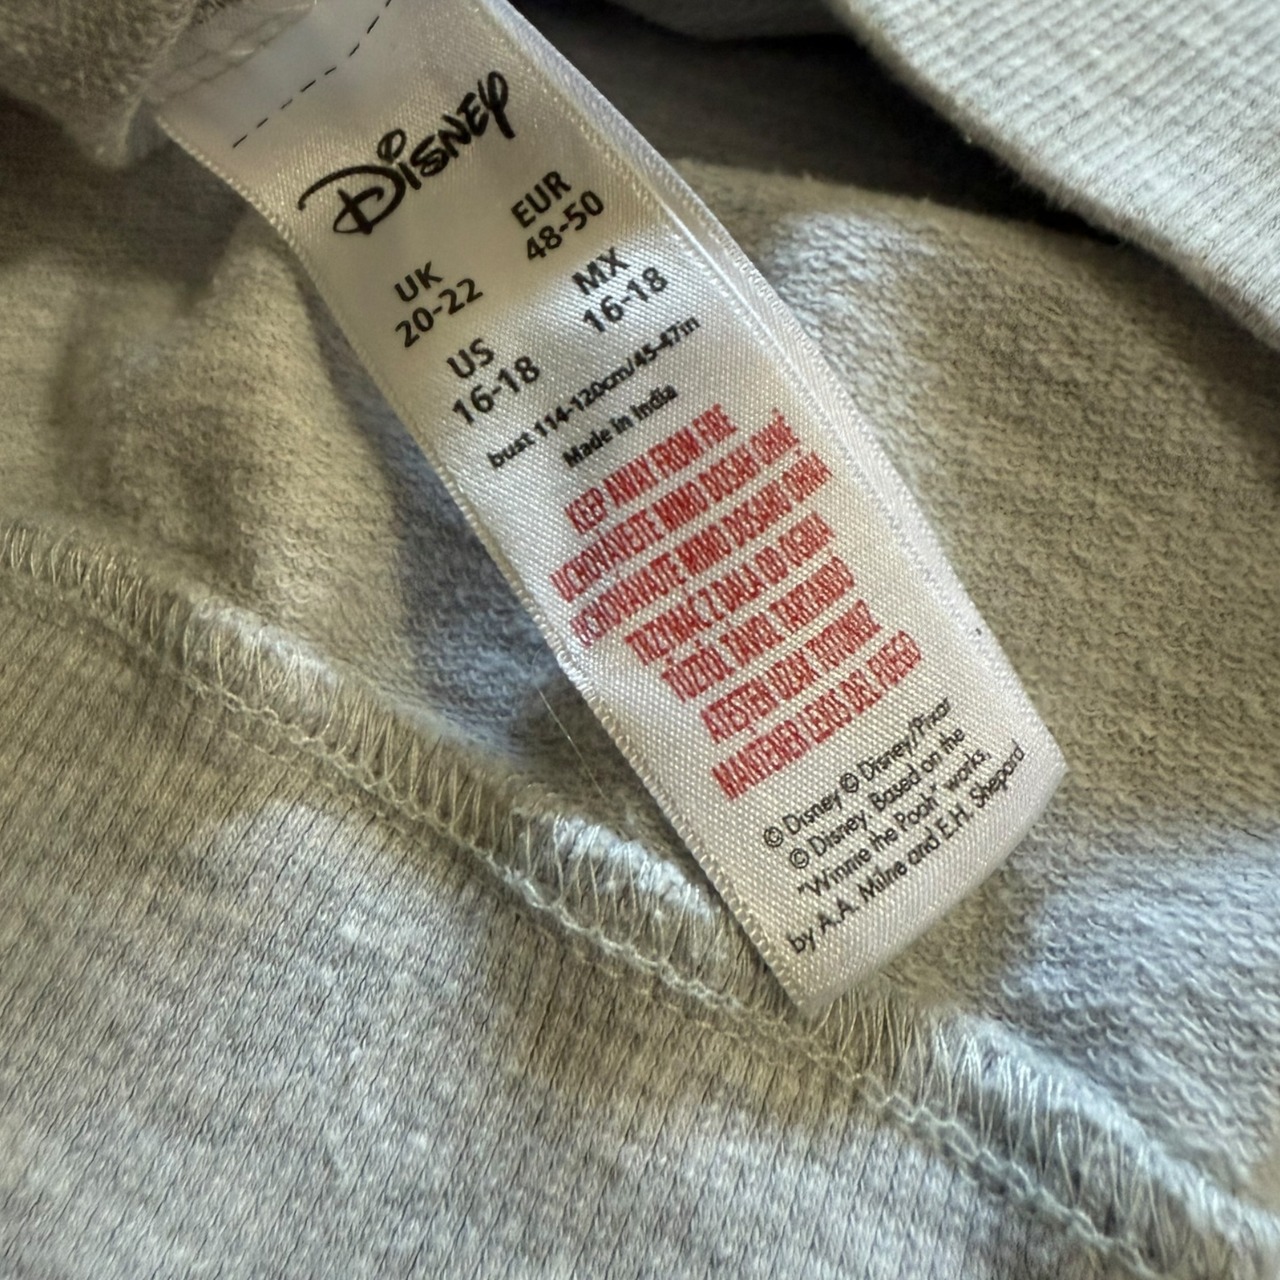 Disney
EUR
48-50
UK
20-22
MX
16-18
US
16-18
bust 114-120cm/45-47in
Made in India
KEEP AWAY FROM FIRE
UCHOVÁVEJTE MIMO DOSAH OHNĚ
UCHOVÁVAJTE MIMO DOSAHU OHŇA
TRZYMAĆ Z DALA OD OGNIA
TŰZTŐL TÁVOL TARTANDÓ
ATEŞTEN UZAK TUTUNUZ
MANTENER LEJOS DEL FUEGO
© Disney © Disney/Pixar
© Disney. Based on the
"Winnie the Pooh" works,
by A.A. Milne and E.H. Shepard